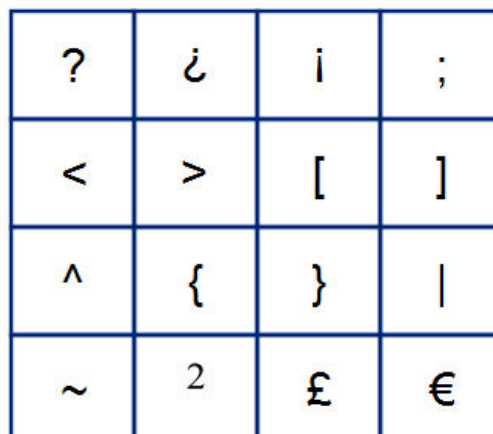 ? ¿ ¡ ;
< > [ ]
^ { } |
~ ² £ €